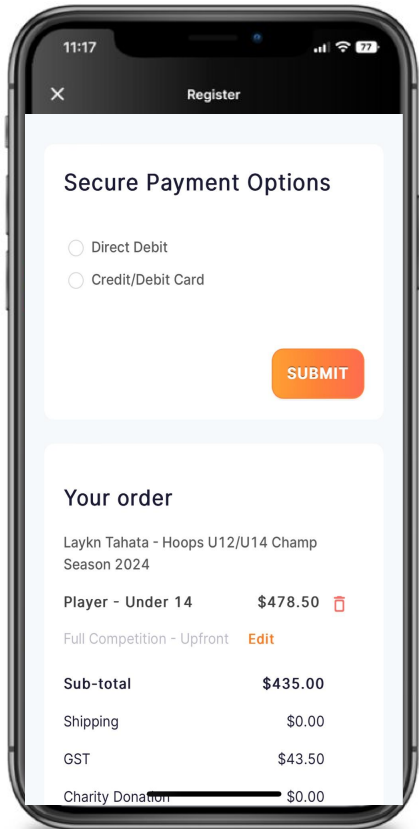 11:17
77
Register
Secure Payment Options
Direct Debit
Credit/Debit Card
SUBMIT
Your order
Laykn Tahata - Hoops U12/U14 Champ
Season 2024
Player - Under 14 $478.50
Full Competition - Upfront Edit
Sub-total $435.00
Shipping $0.00
GST $43.50
Charity Donation $0.00